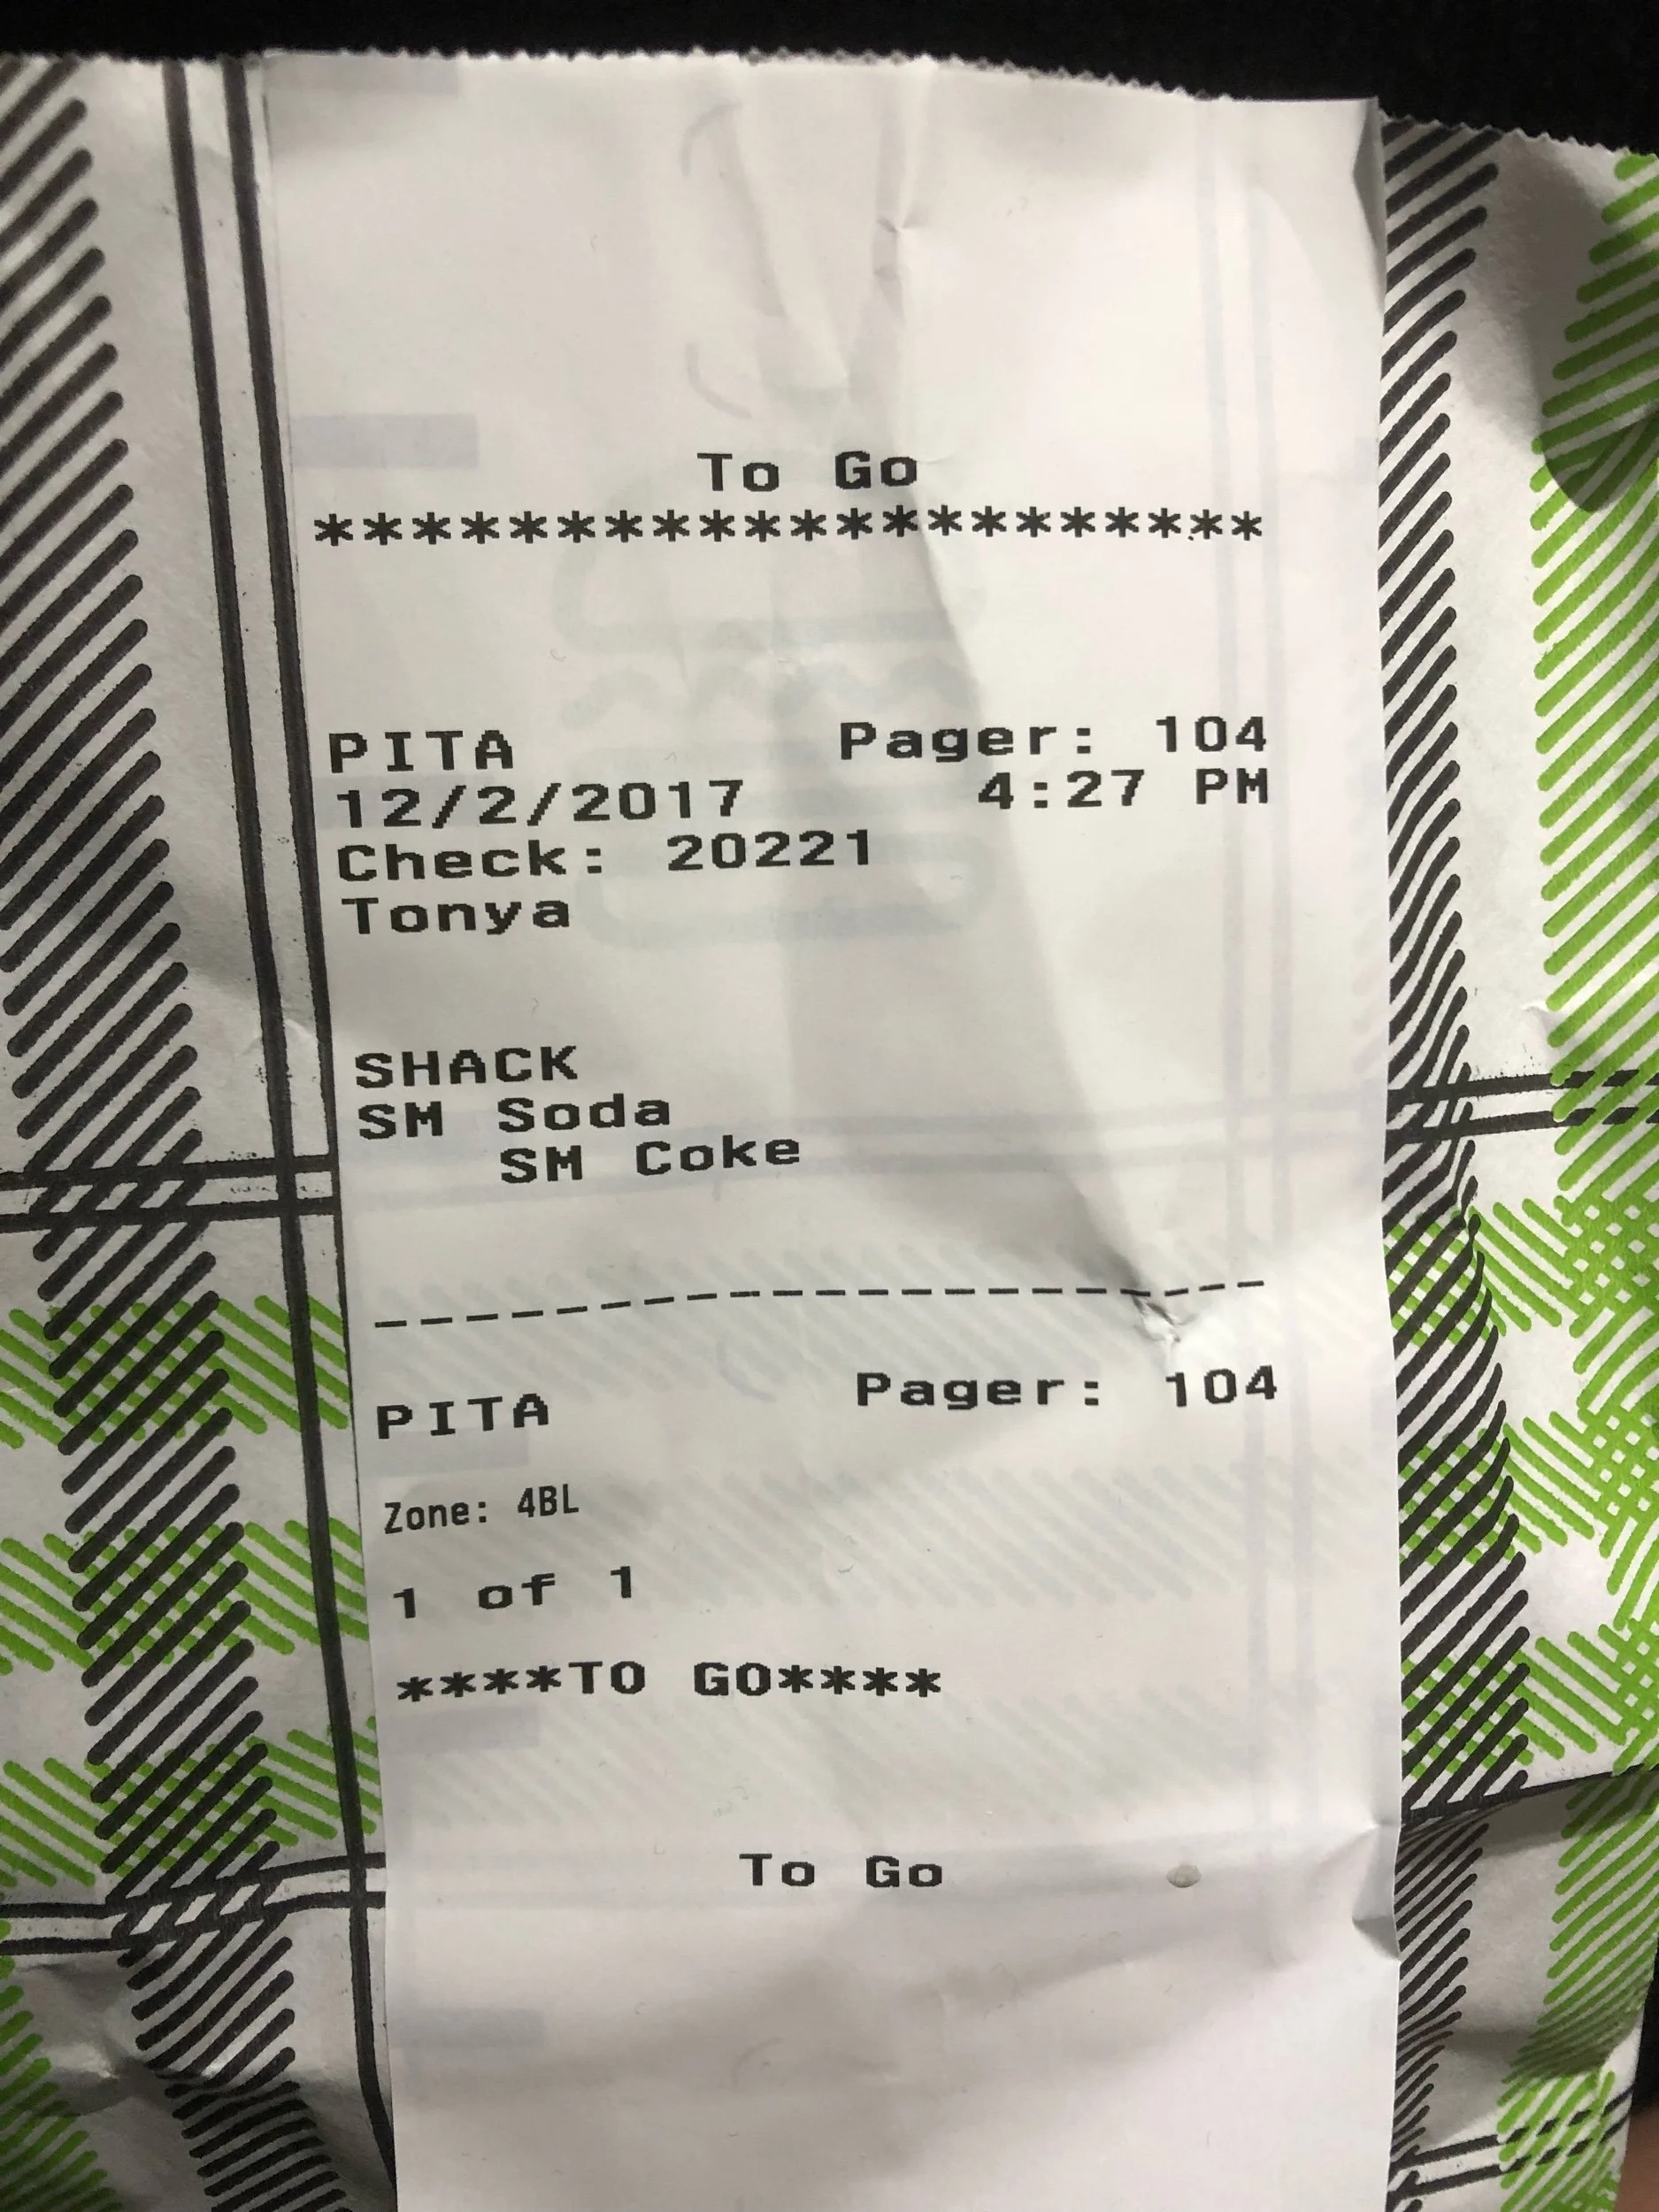 To Go
********************
PITA Pager: 104
12/2/2017 4:27 PM
Check: 20221
Tonya
SHACK
SM Soda
SM Coke
--------------------
PITA Pager: 104
Zone: 4BL
1 of 1
****TO GO****
To Go